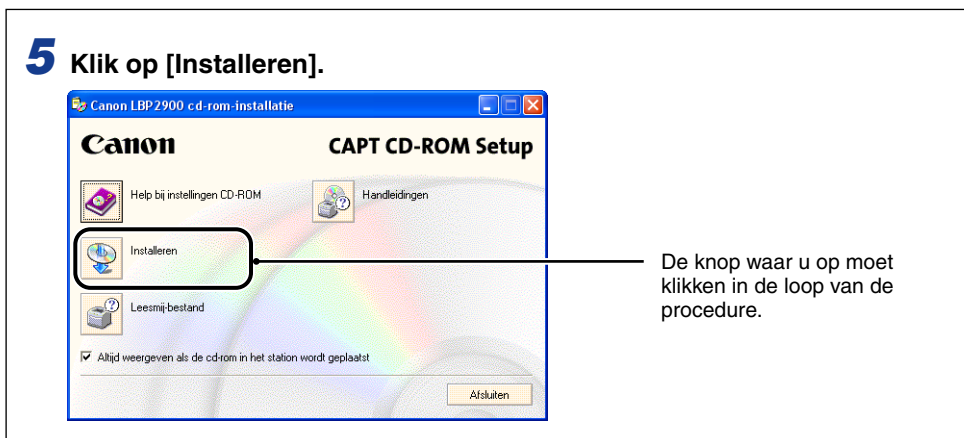 5 Klik op [Installeren].
Canon LBP2900 cd-rom-installatie
Canon
CAPT CD-ROM Setup
Help bij instellingen CD-ROM
Handleidingen
Installeren
Leesmij-bestand
Altijd weergeven als de cd-rom in het station wordt geplaatst
Afsluiten
De knop waar u op moet
klikken in de loop van de
procedure.